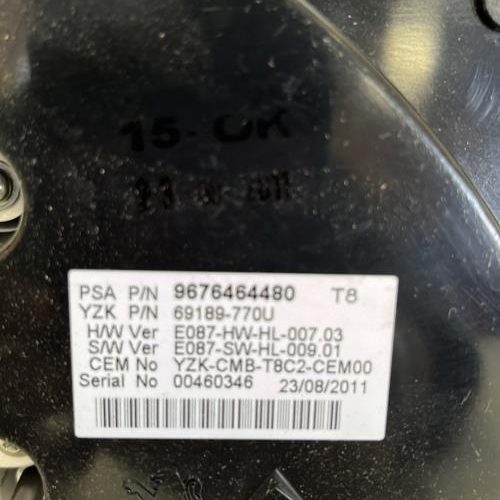 15- OK
PSA P/N 9676464480 T8
YZK P/N 69189-770U
H/W Ver E087-HW-HL-007.03
S/W Ver E087-SW-HL-009.01
CEM No YZK-CMB-T8C2-CEM00
Serial No 00460346 23/08/2011